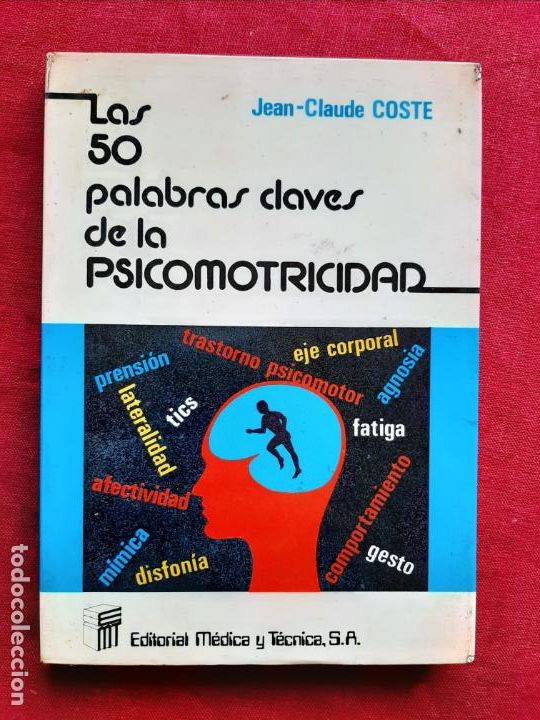 Las
Jean-Claude COSTE
50
palabras claves
de la
PSICOMOTRICIDAD
prensión
trastorno psicomotor
eje corporal
agnosia
lateralidad
tics
fatiga
afectividad
comportamiento
mímica
disfonía
gesto
Editorial Médica y Técnica, S.A.
todocoleccion.net